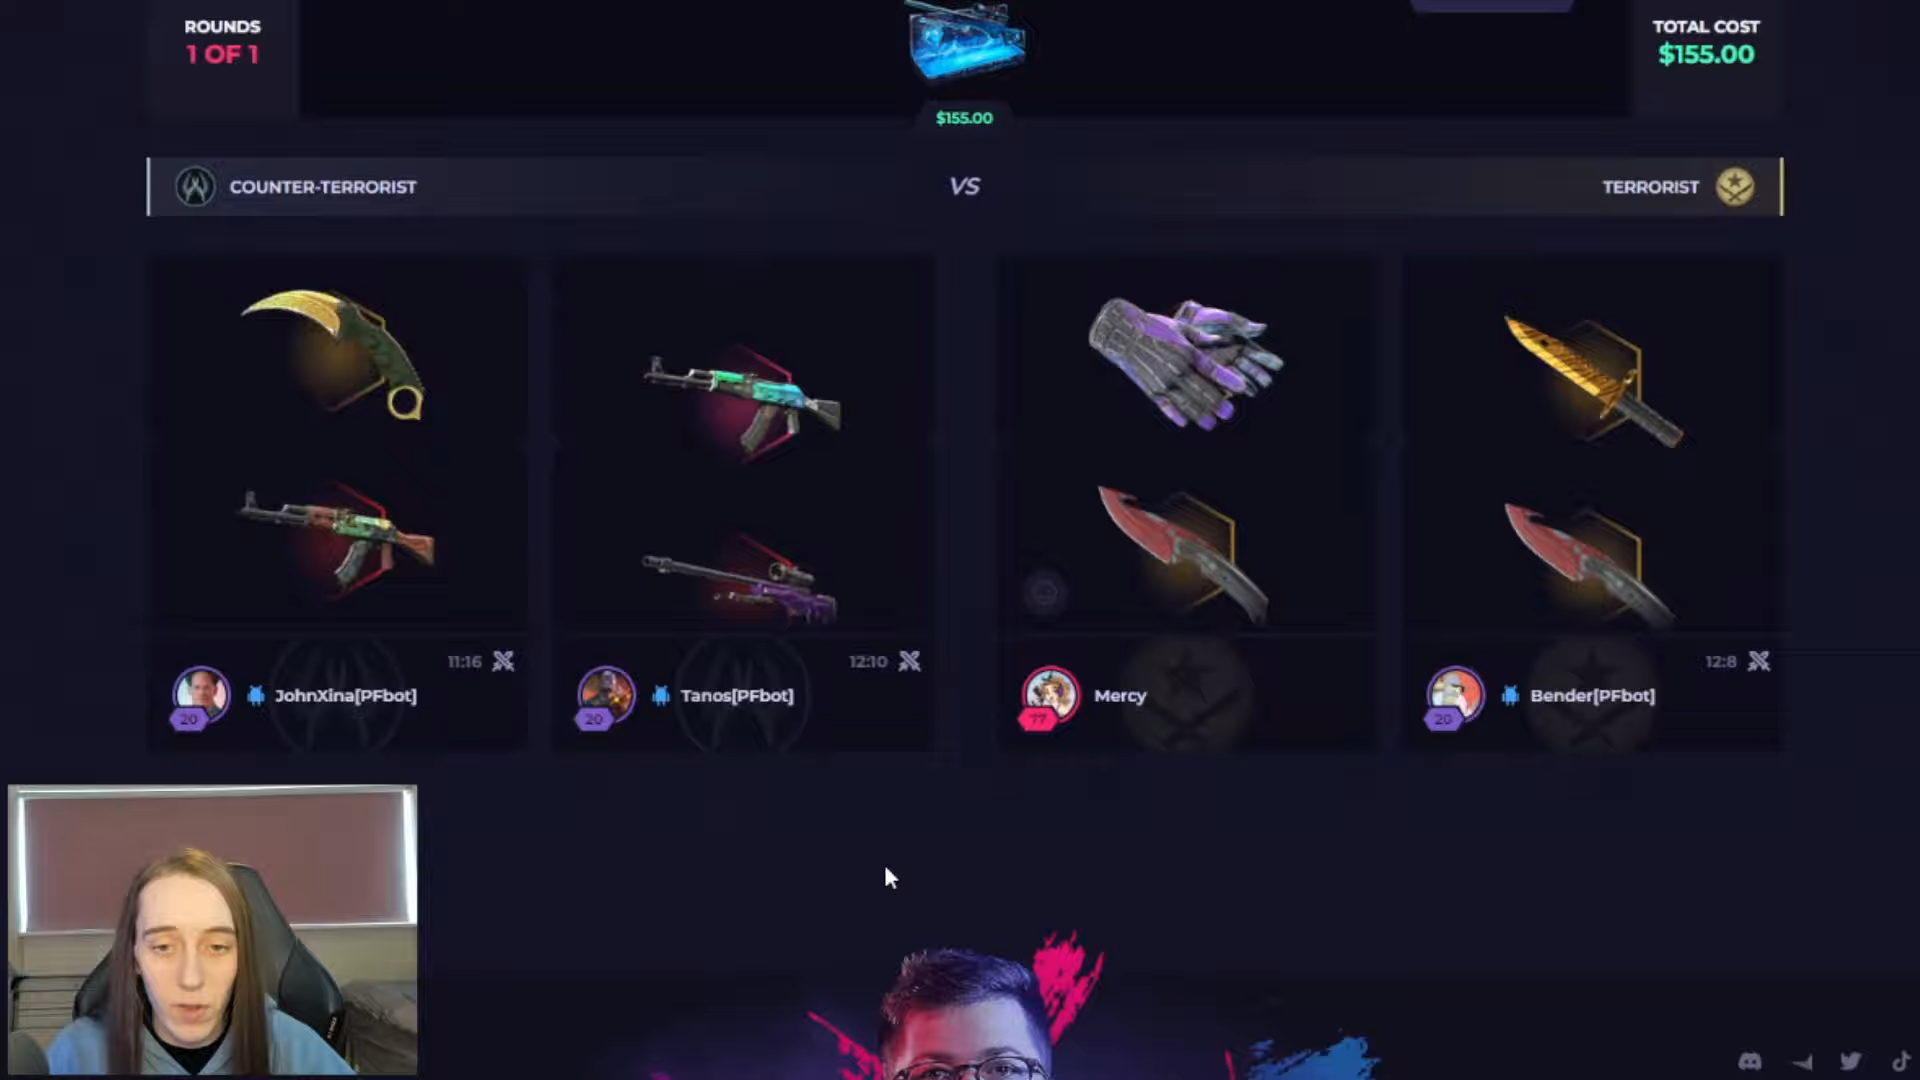 ROUNDS
1 OF 1
TOTAL COST
$155.00
$155.00
COUNTER-TERRORIST
VS
TERRORIST
11:16
12:10
12:8
JohnXina[PFbot]
20
Tanos[PFbot]
20
Mercy
77
Bender[PFbot]
20